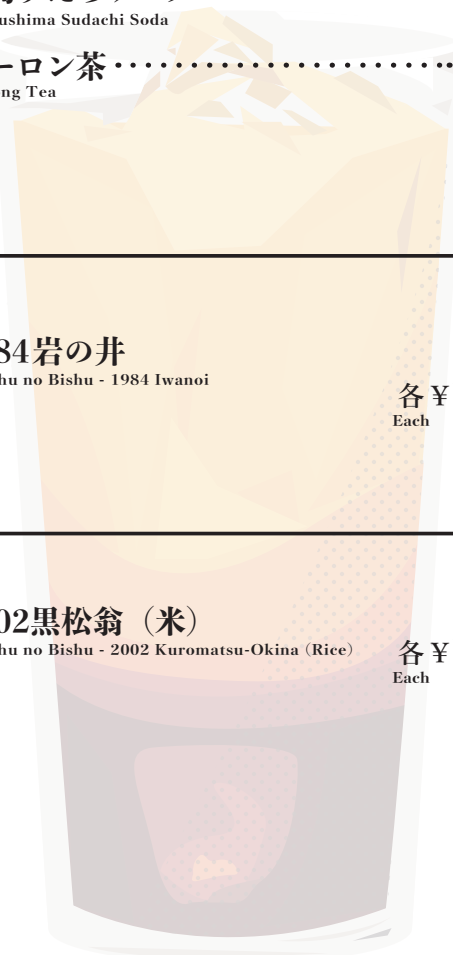 ushima Sudachi Soda
ーロン茶
ng Tea
84岩の井
hu no Bishu - 1984 Iwanoi
各¥
Each
02黒松翁（米）
hu no Bishu - 2002 Kuromatsu-Okina (Rice)
各¥
Each